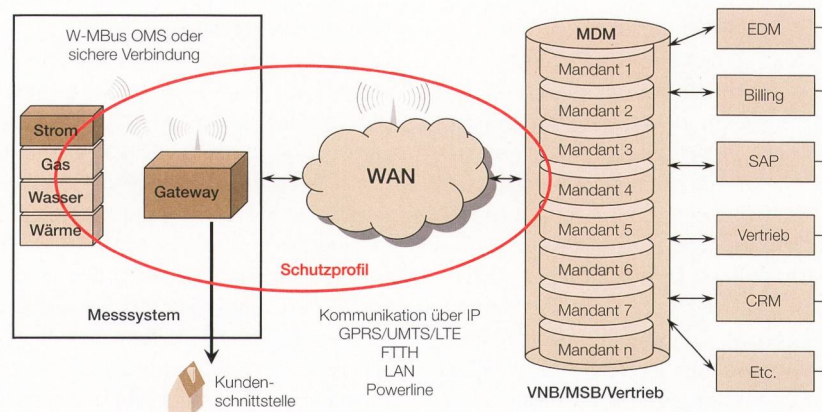 W-MBus OMS oder
sichere Verbindung
Strom
Gas
Wasser
Wärme
Gateway
Messsystem
Kunden-
schnittstelle
WAN
Schutzprofil
Kommunikation über IP
GPRS/UMTS/LTE
FTTH
LAN
Powerline
MDM
Mandant 1
Mandant 2
Mandant 3
Mandant 4
Mandant 5
Mandant 6
Mandant 7
Mandant n
VNB/MSB/Vertrieb
EDM
Billing
SAP
Vertrieb
CRM
Etc.